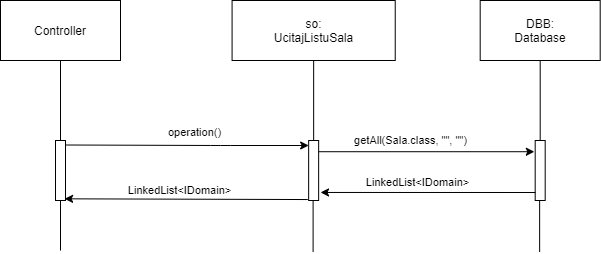 Controller
so:
UcitajListuSala
DBB:
Database
operation()
getAll(Sala.class, "", "")
LinkedList<IDomain>
LinkedList<IDomain>